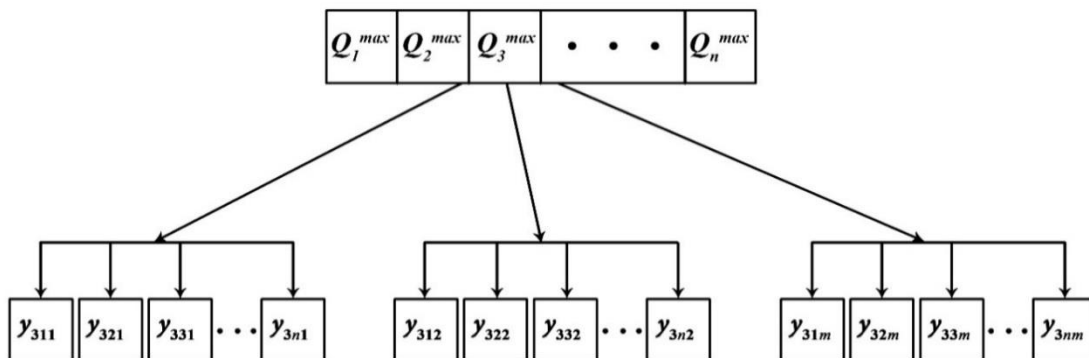 Q₁ᵐᵃˣ Q₂ᵐᵃˣ Q₃ᵐᵃˣ • • • Qₙᵐᵃˣ
y₃₁₁ y₃₂₁ y₃₃₁ • • • y₃ₙ₁ y₃₁₂ y₃₂₂ y₃₃₂ • • • y₃ₙ₂ y₃₁ₘ y₃₂ₘ y₃₃ₘ • • • y₃ₙₘ